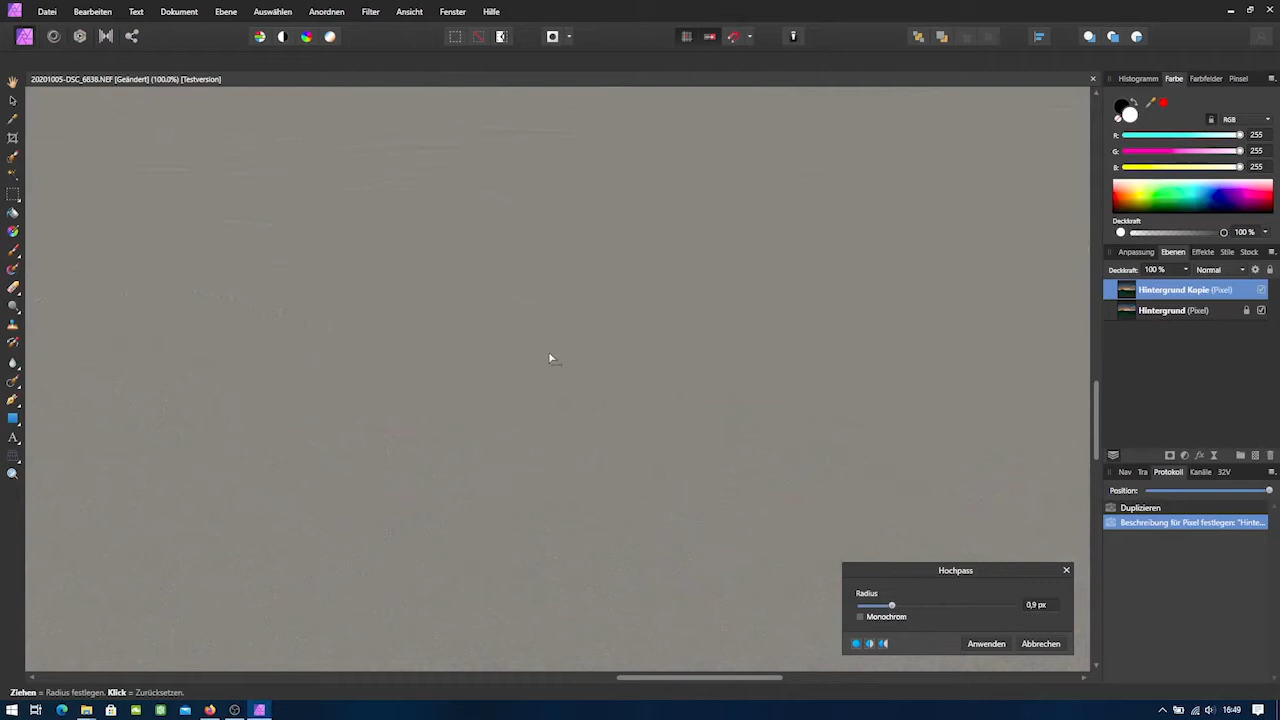 Datei Bearbeiten Text Dokument Ebene Auswählen Anordnen Filter Ansicht Fenster Hilfe
20201005-DSC_6838.NEF [Geändert] (100.0%) [Testversion]
Histogramm Farbe Farbfelder Pinsel
RGB
R: 255
G: 255
B: 255
Deckkraft
100 %
Anpassung Ebenen Effekte Stile Stock
Deckkraft: 100 % Normal
Hintergrund Kopie (Pixel)
Hintergrund (Pixel)
Nav Tra Protokoll Kanäle 32V
Position:
Duplizieren
Beschreibung für Pixel festlegen: "Hinte...
Hochpass
Radius
0,9 px
Monochrom
Anwenden Abbrechen
Ziehen = Radius festlegen. Klick = Zurücksetzen.
16:49